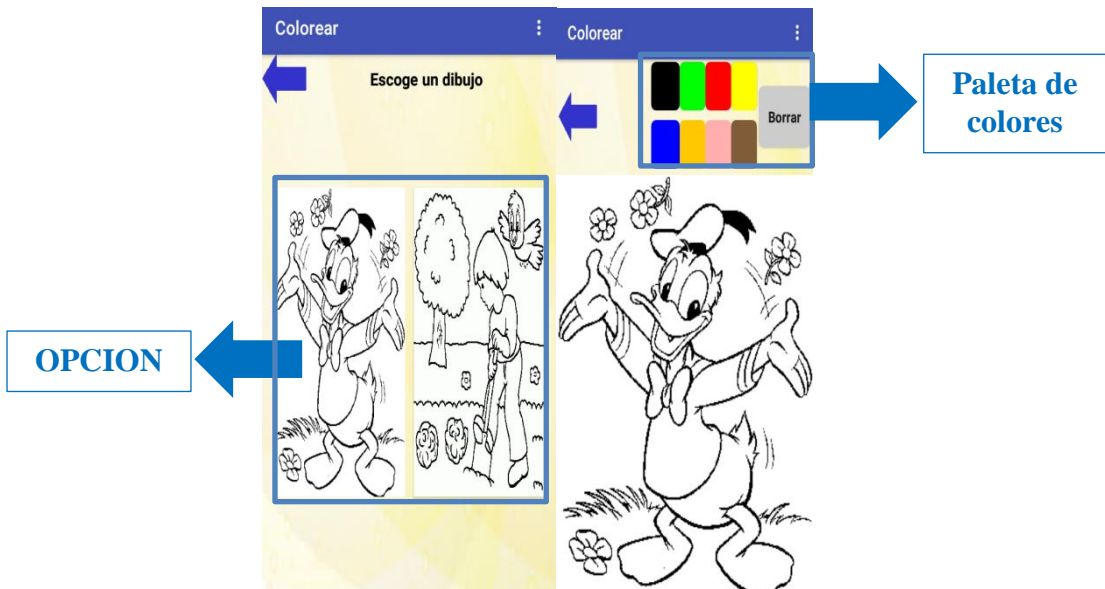 Colorear
Escoge un dibujo
OPCION
Colorear
Borrar
Paleta de
colores